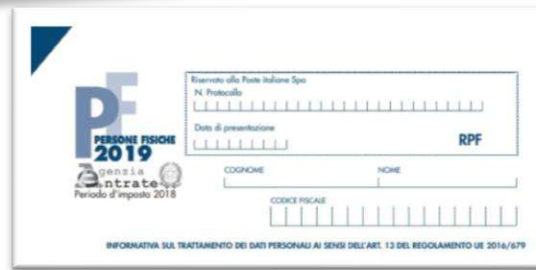 PF
Riservato alla Poste italiane Spa
N. Protocollo
Data di presentazione
RPF
PERSONE FISICHE
2019
Agenzia
Entrate
Periodo d'imposta 2018
COGNOME
NOME
CODICE FISCALE
INFORMATIVA SUL TRATTAMENTO DEI DATI PERSONALI AI SENSI DELL'ART. 13 DEL REGOLAMENTO UE 2016/679